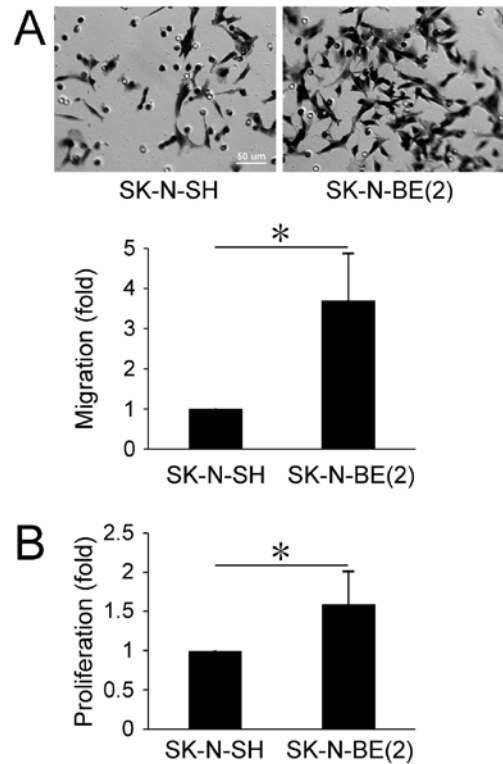 A
50 um
SK-N-SH SK-N-BE(2)
*
Migration (fold)
5
4
3
2
1
0
SK-N-SH SK-N-BE(2)
B
*
Proliferation (fold)
2.5
2
1.5
1
0.5
0
SK-N-SH SK-N-BE(2)